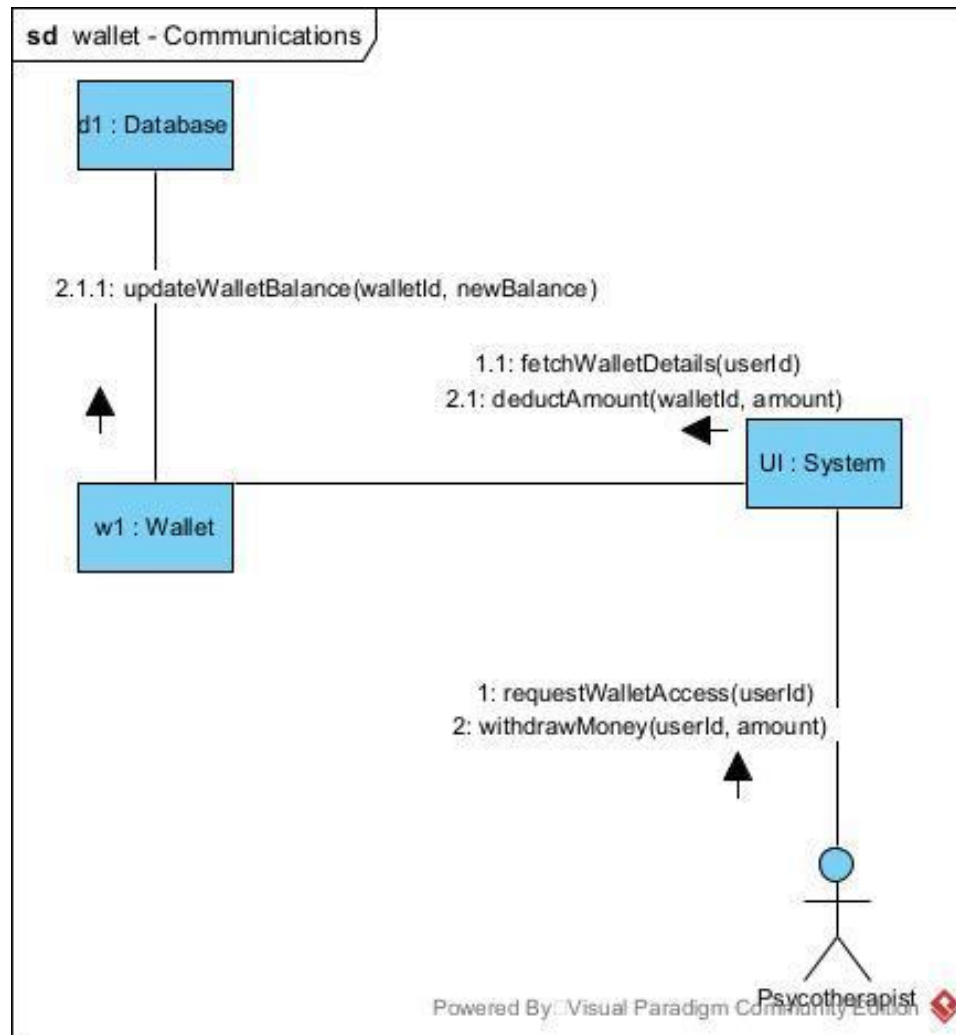 sd wallet - Communications
d1 : Database
2.1.1: updateWalletBalance(walletId, newBalance)
1.1: fetchWalletDetails(userId)
2.1: deductAmount(walletId, amount)
UI : System
w1 : Wallet
1: requestWalletAccess(userId)
2: withdrawMoney(userId, amount)
Psycotherapist
Powered By Visual Paradigm Community Edition